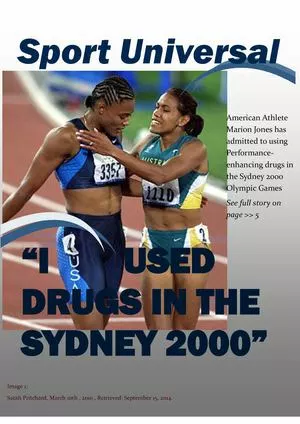 Sport Universal
American Athlete
Marion Jones has
admitted to using
Performance-
enhancing drugs in
the Sydney 2000
Olympic Games
See full story on
page >> 5
3357
AUSTRALIA
1110
USA
"I USED
DRUGS IN THE
SYDNEY 2000"
Image 1:
Sarah Pritchard, March 10th , 2010 , Retrieved: September 15, 2014